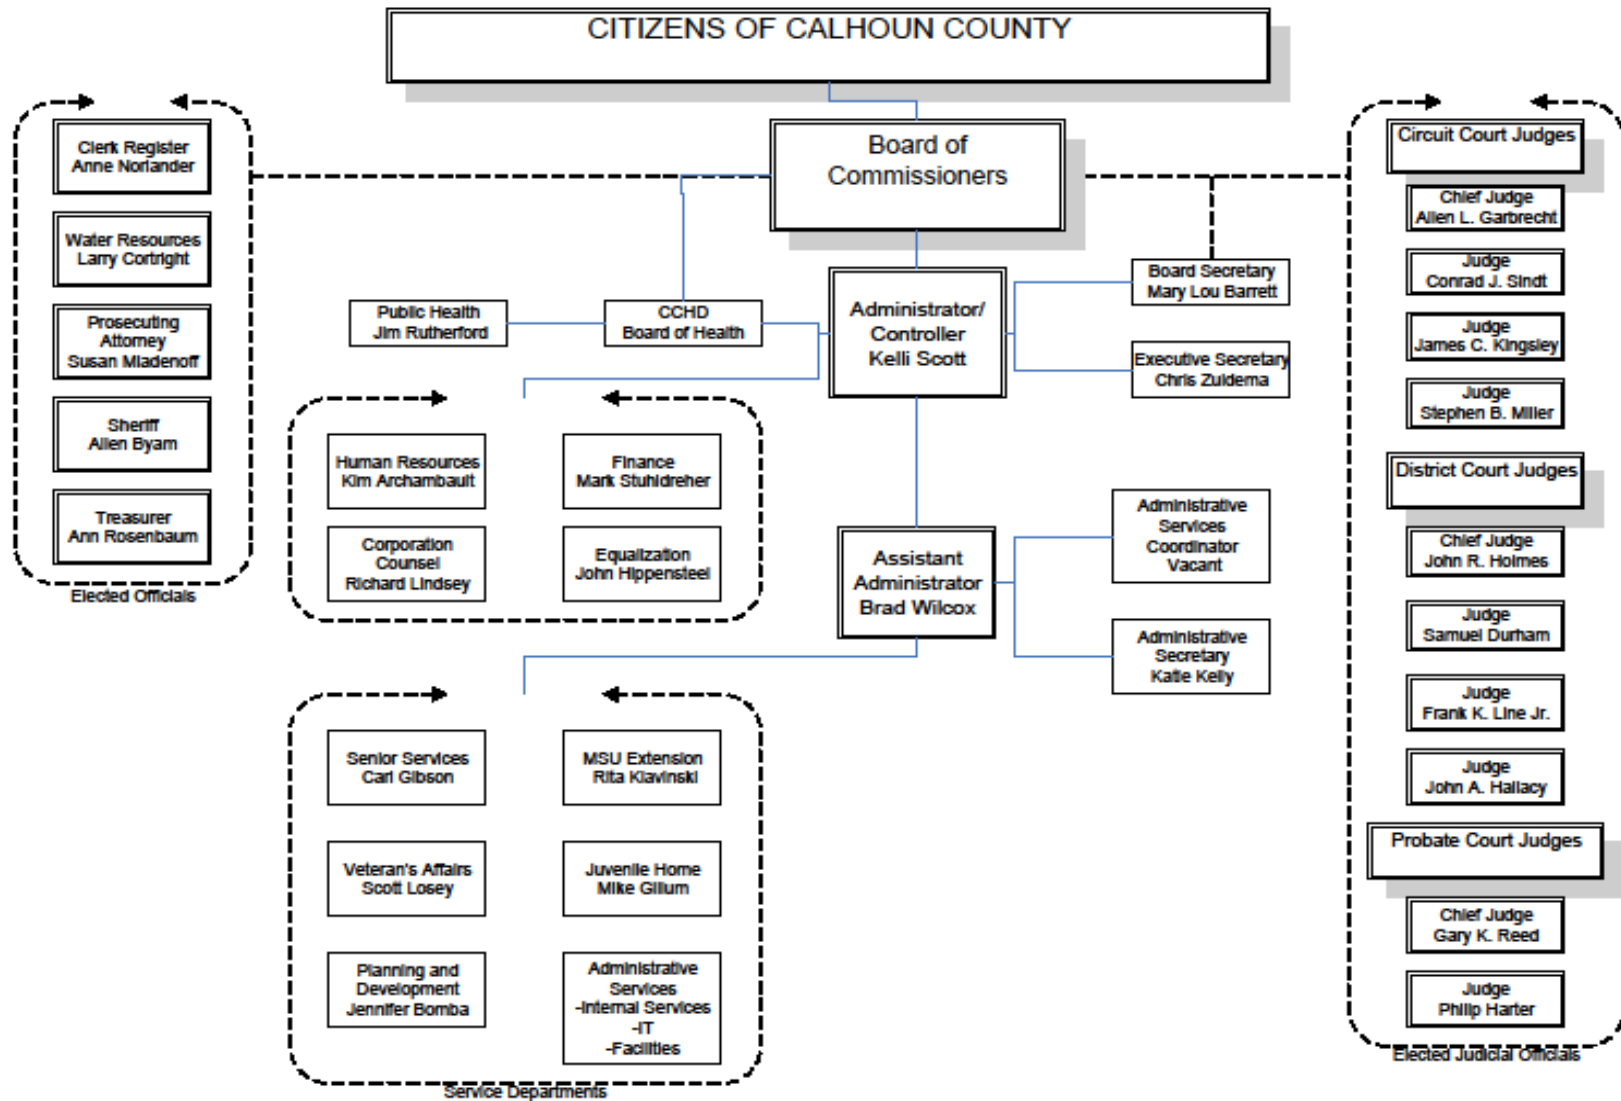 CITIZENS OF CALHOUN COUNTY
Board of
Commissioners
Clerk Register
Anne Norlander
Water Resources
Larry Cortright
Prosecuting
Attorney
Susan Mladenoff
Sheriff
Allen Byam
Treasurer
Ann Rosenbaum
Elected Officials
Public Health
Jim Rutherford
CCHD
Board of Health
Administrator/
Controller
Kelli Scott
Board Secretary
Mary Lou Barrett
Executive Secretary
Chris Zuidema
Human Resources
Kim Archambault
Finance
Mark Stuhldreher
Corporation
Counsel
Richard Lindsey
Equalization
John Hippensteel
Assistant
Administrator
Brad Wilcox
Administrative
Services
Coordinator
Vacant
Administrative
Secretary
Katie Kelly
Senior Services
Carl Gibson
MSU Extension
Rita Klavinski
Veteran's Affairs
Scott Losey
Juvenile Home
Mike Gillum
Planning and
Development
Jennifer Bomba
Administrative
Services
-Internal Services
-IT
-Facilities
Service Departments
Circuit Court Judges
Chief Judge
Allen L. Garbrecht
Judge
Conrad J. Sindt
Judge
James C. Kingsley
Judge
Stephen B. Miller
District Court Judges
Chief Judge
John R. Holmes
Judge
Samuel Durham
Judge
Frank K. Line Jr.
Judge
John A. Hallacy
Probate Court Judges
Chief Judge
Gary K. Reed
Judge
Philip Harter
Elected Judicial Officials